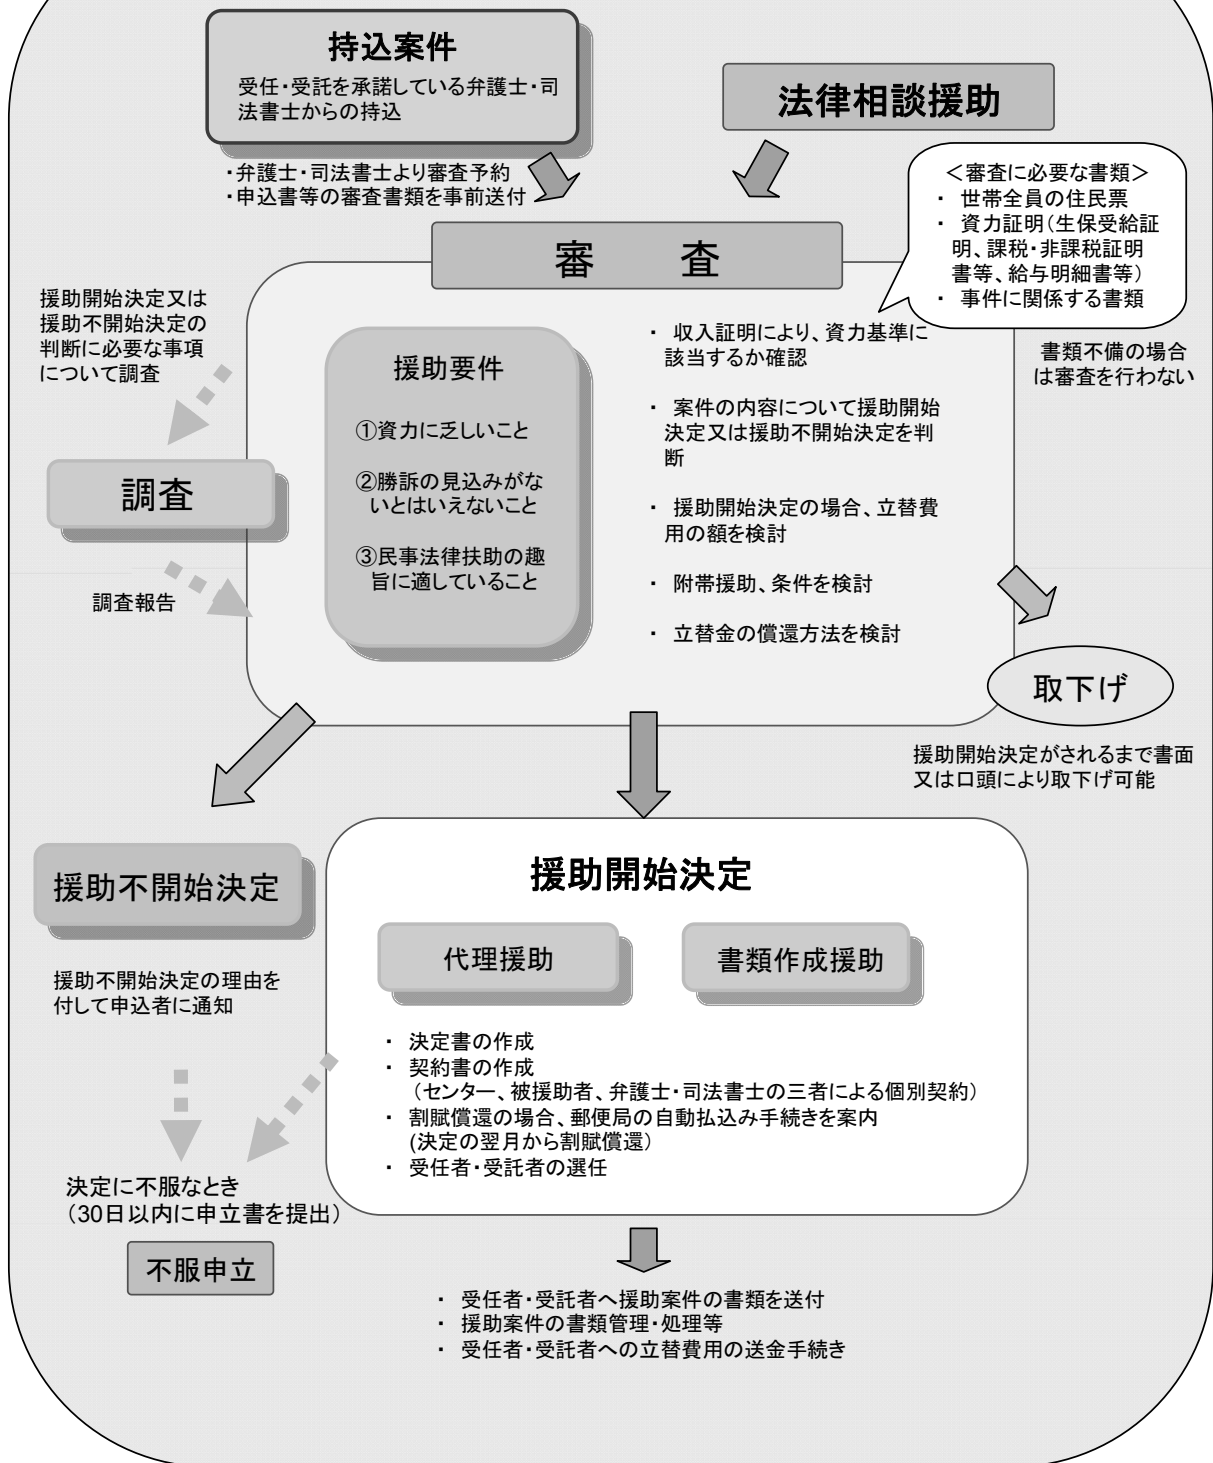 持込案件
受任・受託を承諾している弁護士・司
法書士からの持込
法律相談援助
・弁護士・司法書士より審査予約
・申込書等の審査書類を事前送付
＜審査に必要な書類＞
・ 世帯全員の住民票
・ 資力証明（生保受給証
明、課税・非課税証明
書等、給与明細書等）
・ 事件に関係する書類
書類不備の場合
は審査を行わない
審　査
援助開始決定又は
援助不開始決定の
判断に必要な事項
について調査
調査
調査報告
援助要件
①資力に乏しいこと
②勝訴の見込みがな
いとはいえないこと
③民事法律扶助の趣
旨に適していること
・ 収入証明により、資力基準に
該当するか確認
・ 案件の内容について援助開始
決定又は援助不開始決定を判
断
・ 援助開始決定の場合、立替費
用の額を検討
・ 附帯援助、条件を検討
・ 立替金の償還方法を検討
取下げ
援助開始決定がされるまで書面
又は口頭により取下げ可能
援助不開始決定
援助不開始決定の理由を
付して申込者に通知
援助開始決定
代理援助
書類作成援助
・ 決定書の作成
・ 契約書の作成
（センター、被援助者、弁護士・司法書士の三者による個別契約）
・ 割賦償還の場合、郵便局の自動払込み手続きを案内
(決定の翌月から割賦償還）
・ 受任者・受託者の選任
決定に不服なとき
（30日以内に申立書を提出）
不服申立
・ 受任者・受託者へ援助案件の書類を送付
・ 援助案件の書類管理・処理等
・ 受任者・受託者への立替費用の送金手続き